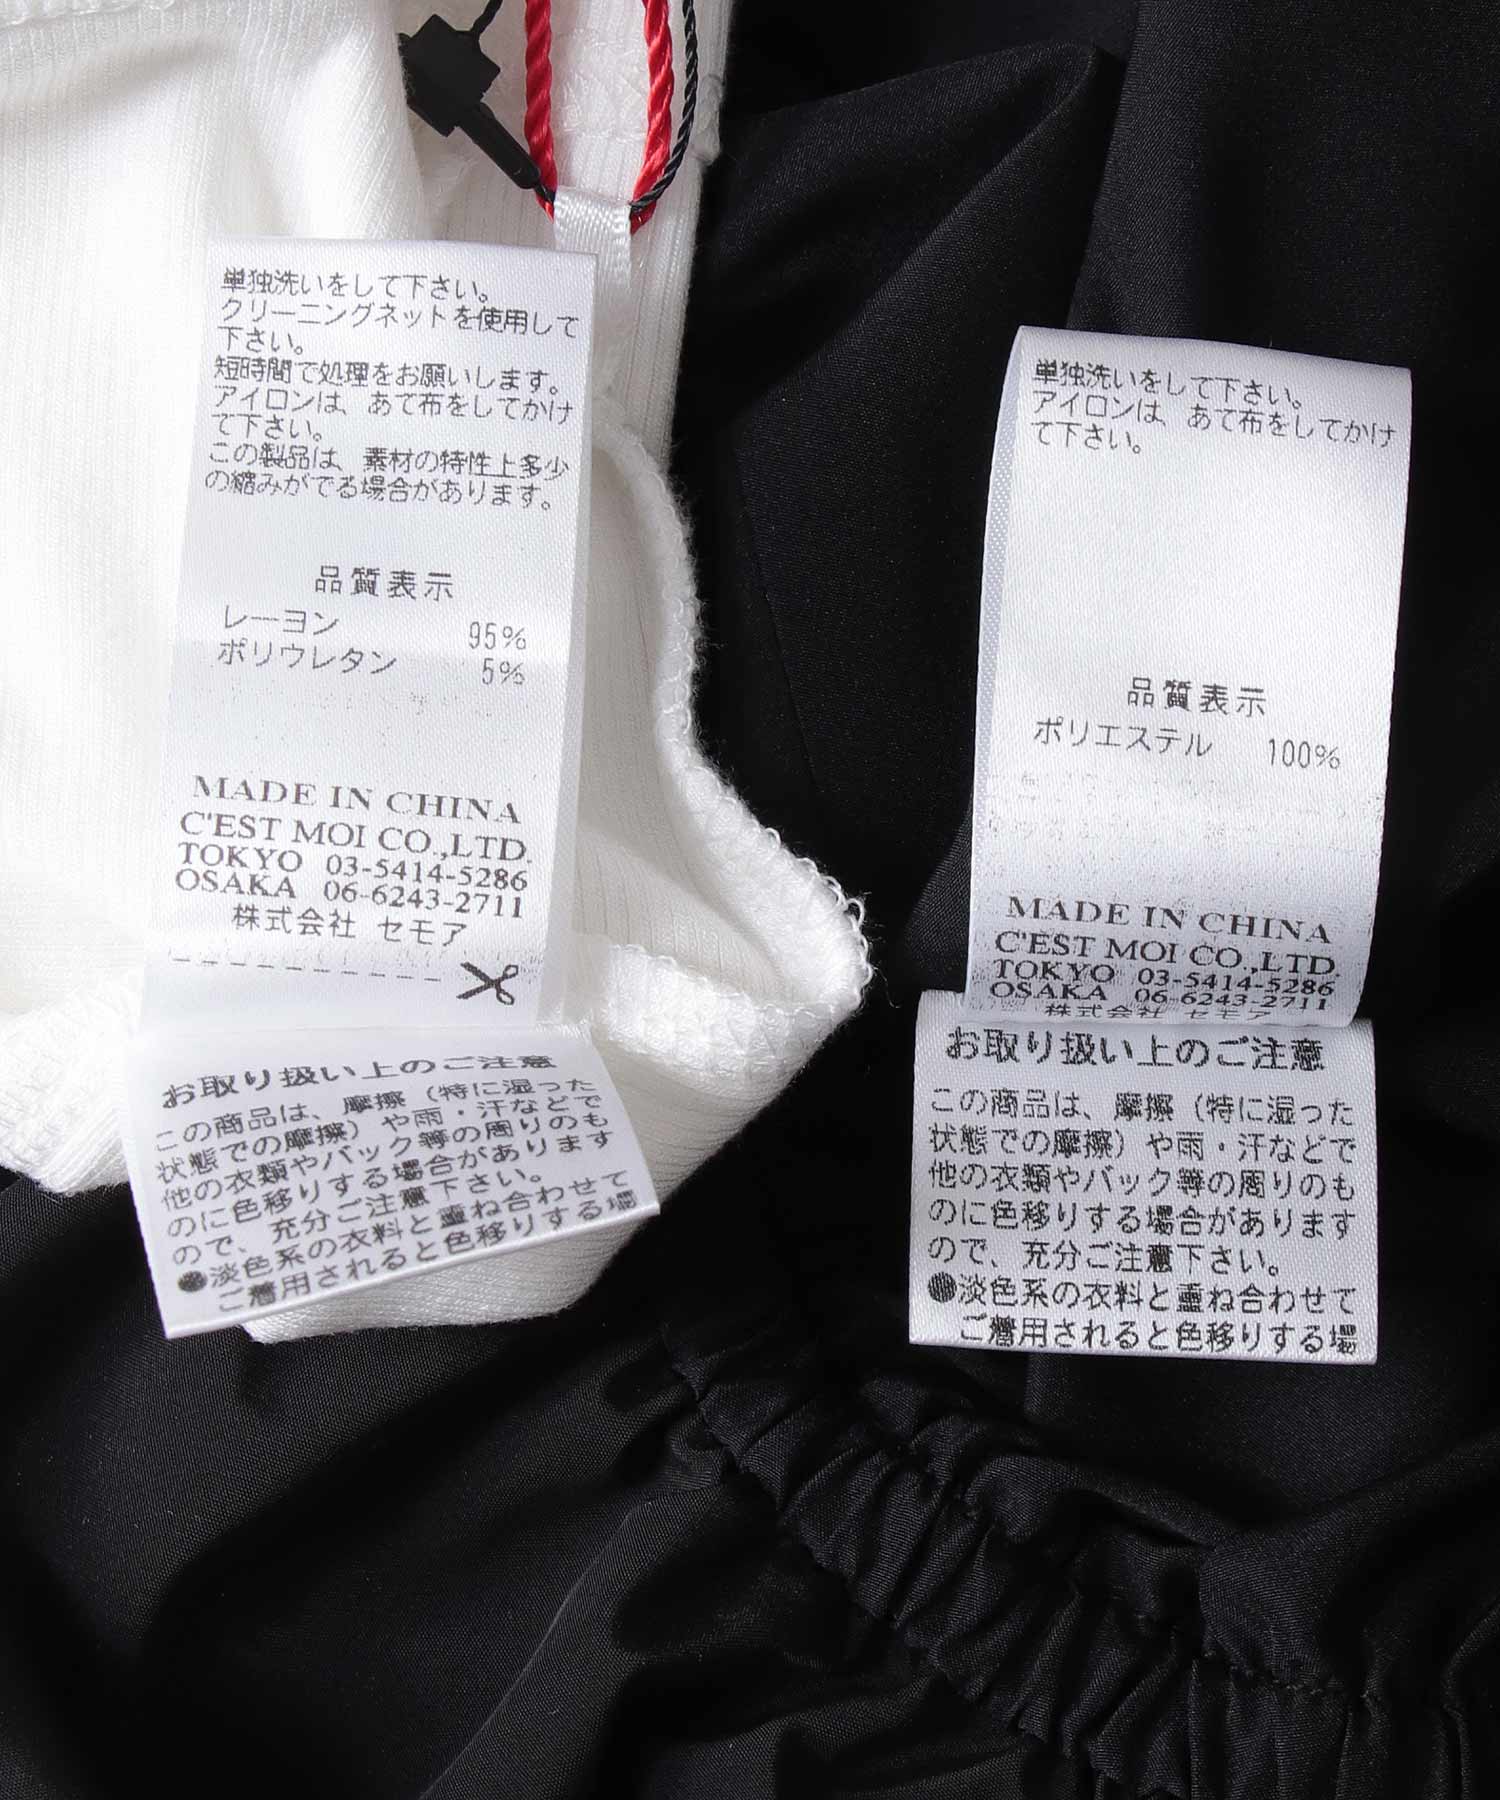 単独洗いをして下さい。
クリーニングネットを使用して
下さい。
短時間で処理をお願いします。
アイロンは、あて布をしてかけ
て下さい。
この製品は、素材の特性上多少
の縮みがでる場合があります。
品質表示
レーヨン 95%
ポリウレタン 5%
MADE IN CHINA
C'EST MOI CO.,LTD.
TOKYO 03-5414-5286
OSAKA 06-6243-2711
株式会社 セモア
お取り扱い上のご注意
この商品は、摩擦(特に湿った
状態での摩擦)や雨・汗などで
他の衣類やバック等の周りのも
のに色移りする場合があります
ので、充分ご注意下さい。
●淡色系の衣料と重ね合わせて
ご着用されると色移りする場
単独洗いをして下さい。
アイロンは、あて布をしてかけ
て下さい。
品質表示
ポリエステル 100%
MADE IN CHINA
C'EST MOI CO.,LTD.
TOKYO 03-5414-5286
OSAKA 06-6243-2711
株式会社 セモア
お取り扱い上のご注意
この商品は、摩擦(特に湿った
状態での摩擦)や雨・汗などで
他の衣類やバック等の周りのも
のに色移りする場合があります
ので、充分ご注意下さい。
●淡色系の衣料と重ね合わせて
ご着用されると色移りする場